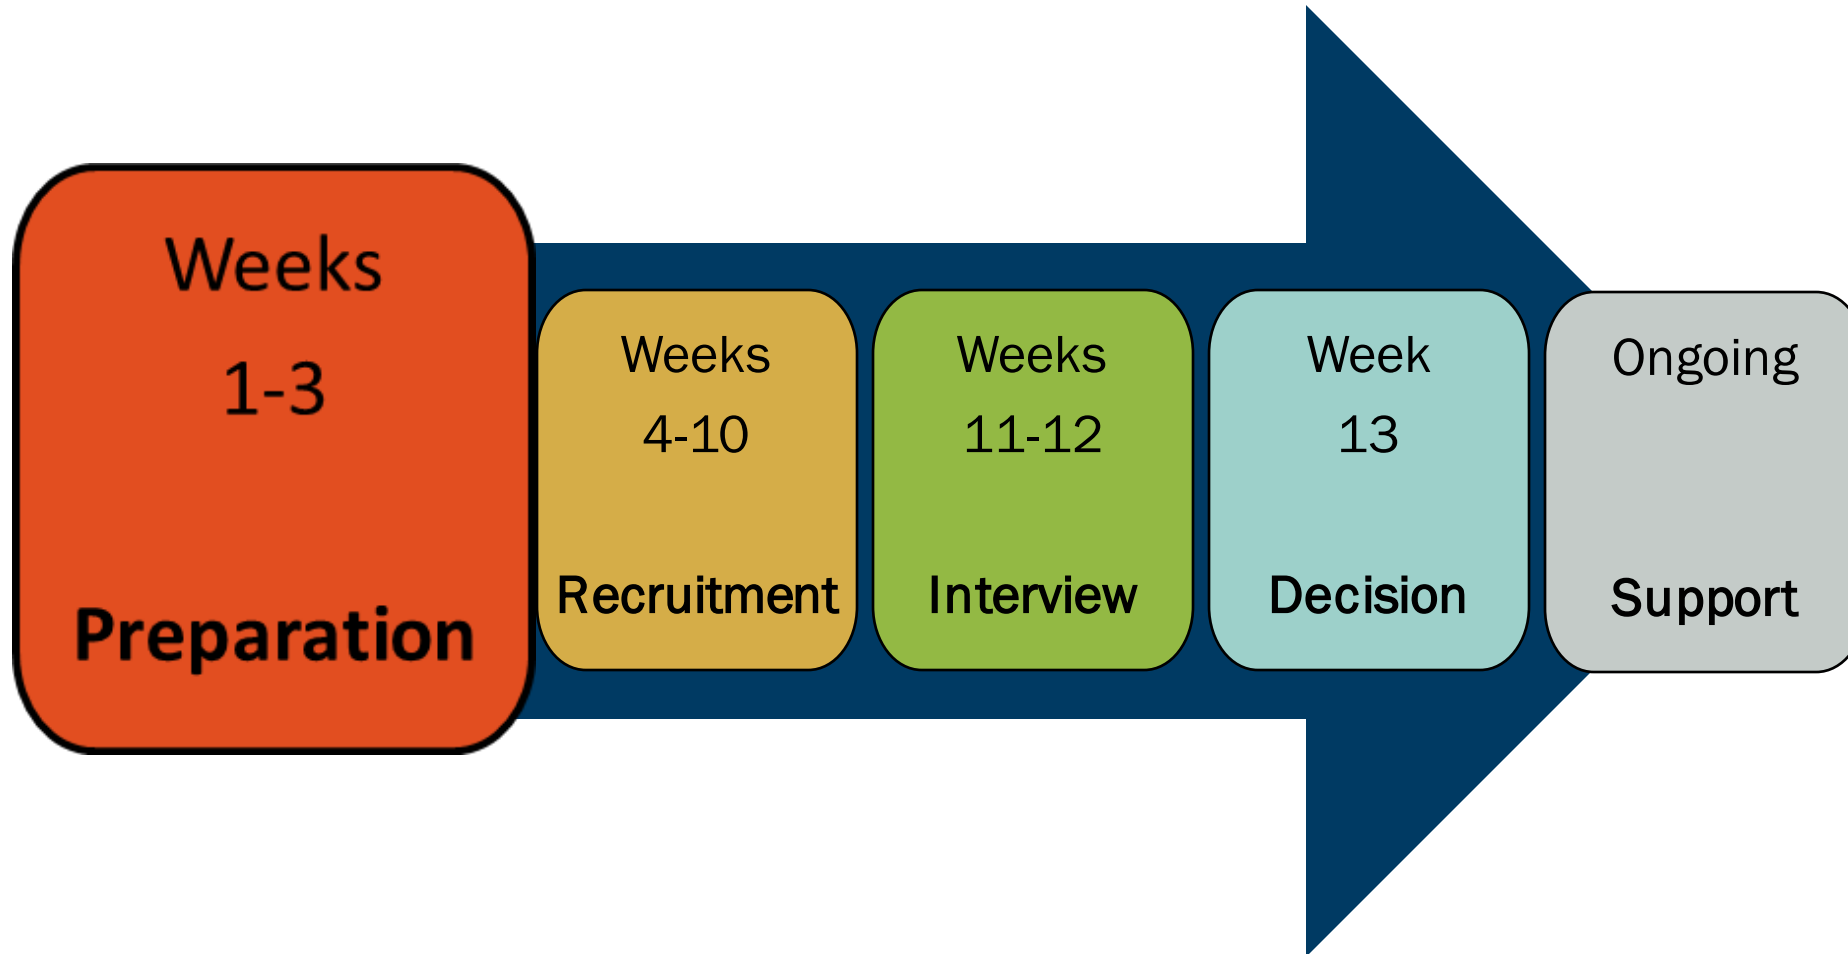 Weeks
1-3
Preparation
Weeks
4-10
Recruitment
Weeks
11-12
Interview
Week
13
Decision
Ongoing
Support